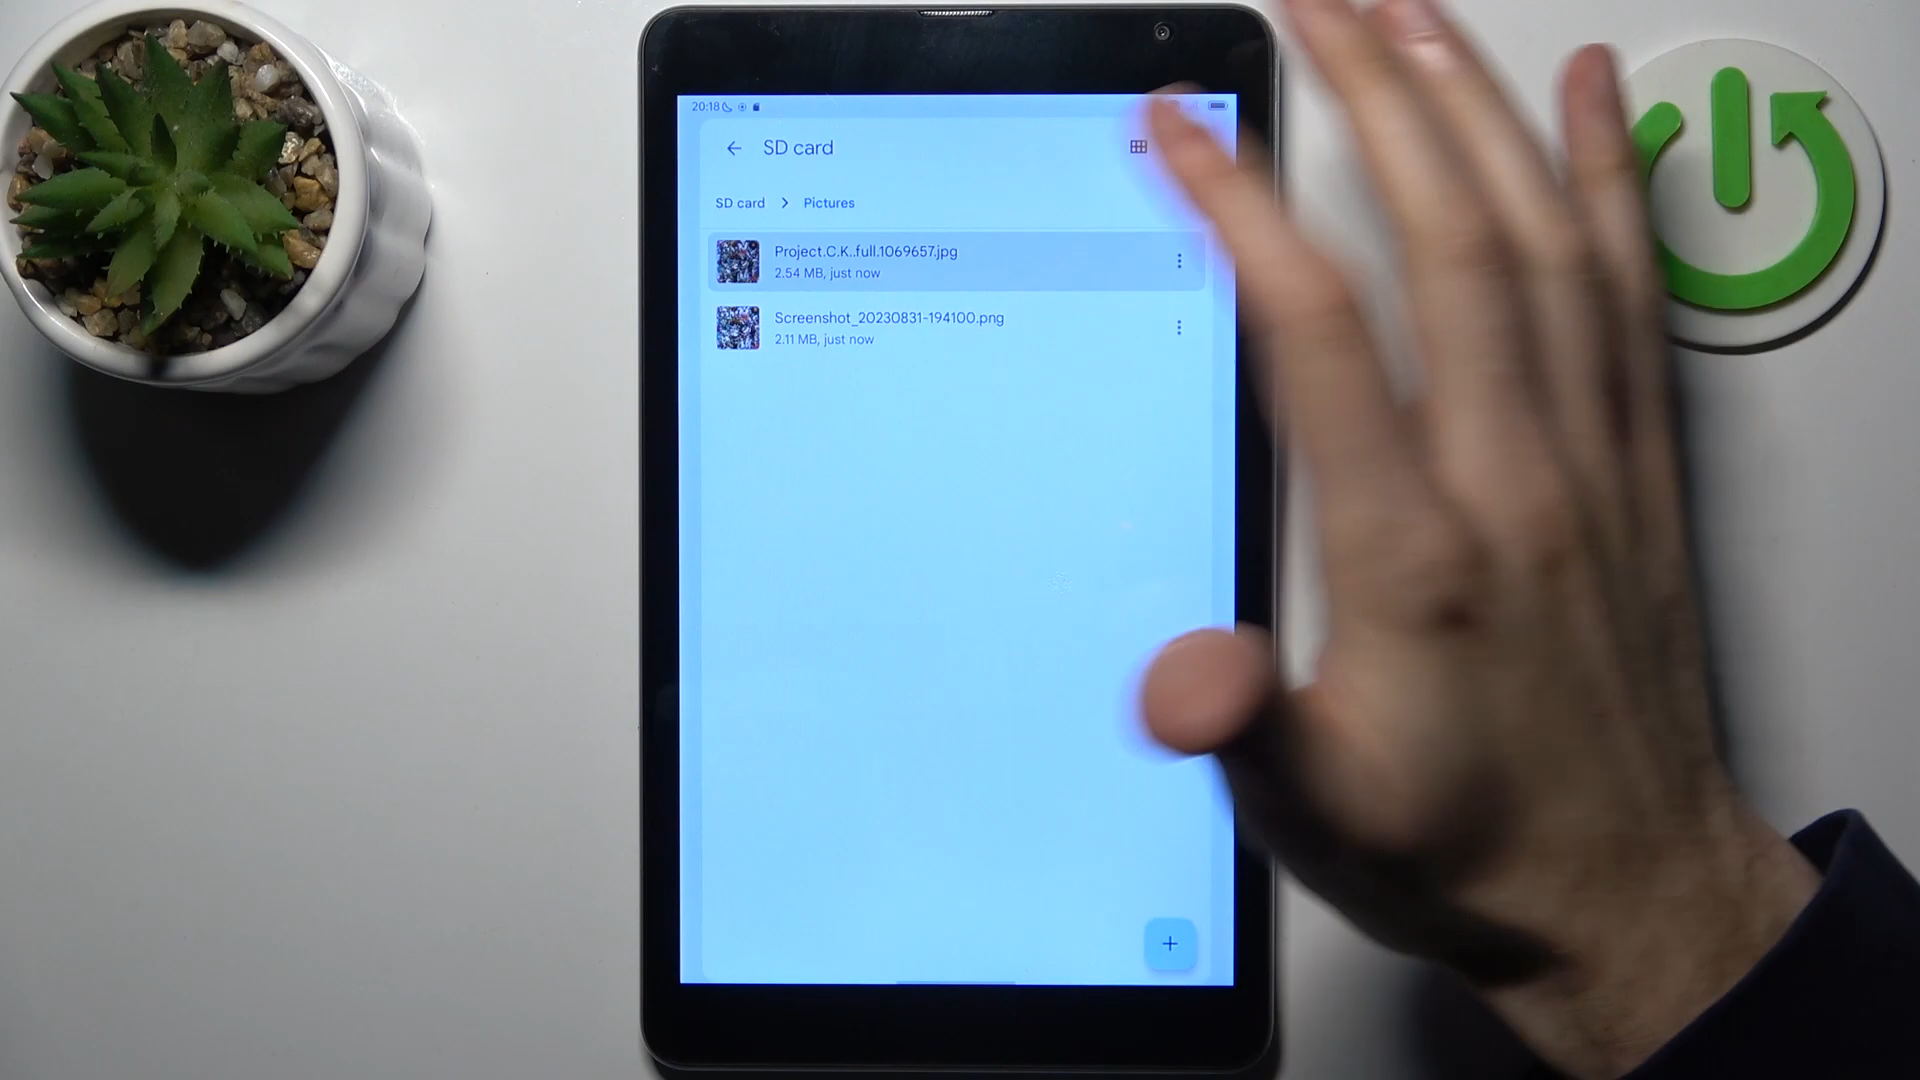 20:18
SD card
SD card > Pictures
Project.C.K..full.1069657.jpg
2.54 MB, just now
Screenshot_20230831-194100.png
2.11 MB, just now